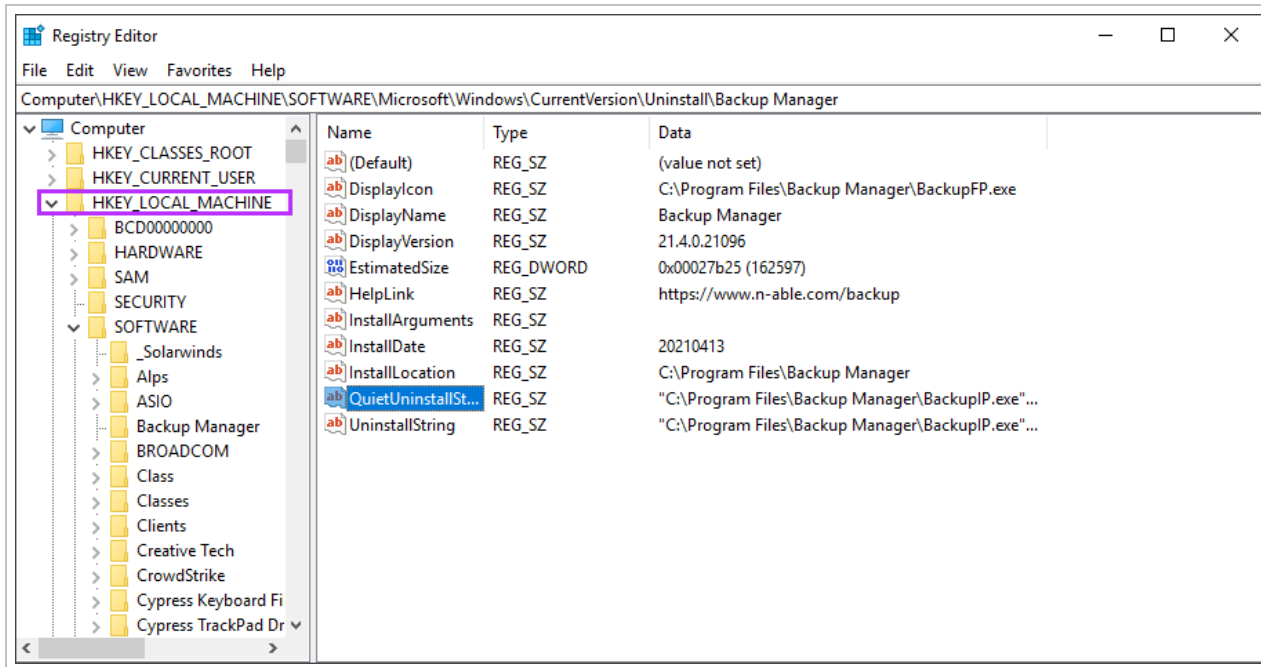 Registry Editor
File Edit View Favorites Help
Computer\HKEY_LOCAL_MACHINE\SOFTWARE\Microsoft\Windows\CurrentVersion\Uninstall\Backup Manager
Computer
HKEY_CLASSES_ROOT
HKEY_CURRENT_USER
HKEY_LOCAL_MACHINE
BCD00000000
HARDWARE
SAM
SECURITY
SOFTWARE
_Solarwinds
Alps
ASIO
Backup Manager
BROADCOM
Class
Classes
Clients
Creative Tech
CrowdStrike
Cypress Keyboard Fi
Cypress TrackPad Dr
Name Type Data
(Default) REG_SZ (value not set)
DisplayIcon REG_SZ C:\Program Files\Backup Manager\BackupFP.exe
DisplayName REG_SZ Backup Manager
DisplayVersion REG_SZ 21.4.0.21096
EstimatedSize REG_DWORD 0x00027b25 (162597)
HelpLink REG_SZ https://www.n-able.com/backup
InstallArguments REG_SZ
InstallDate REG_SZ 20210413
InstallLocation REG_SZ C:\Program Files\Backup Manager
QuietUninstallSt... REG_SZ "C:\Program Files\Backup Manager\BackupIP.exe"...
UninstallString REG_SZ "C:\Program Files\Backup Manager\BackupIP.exe"...